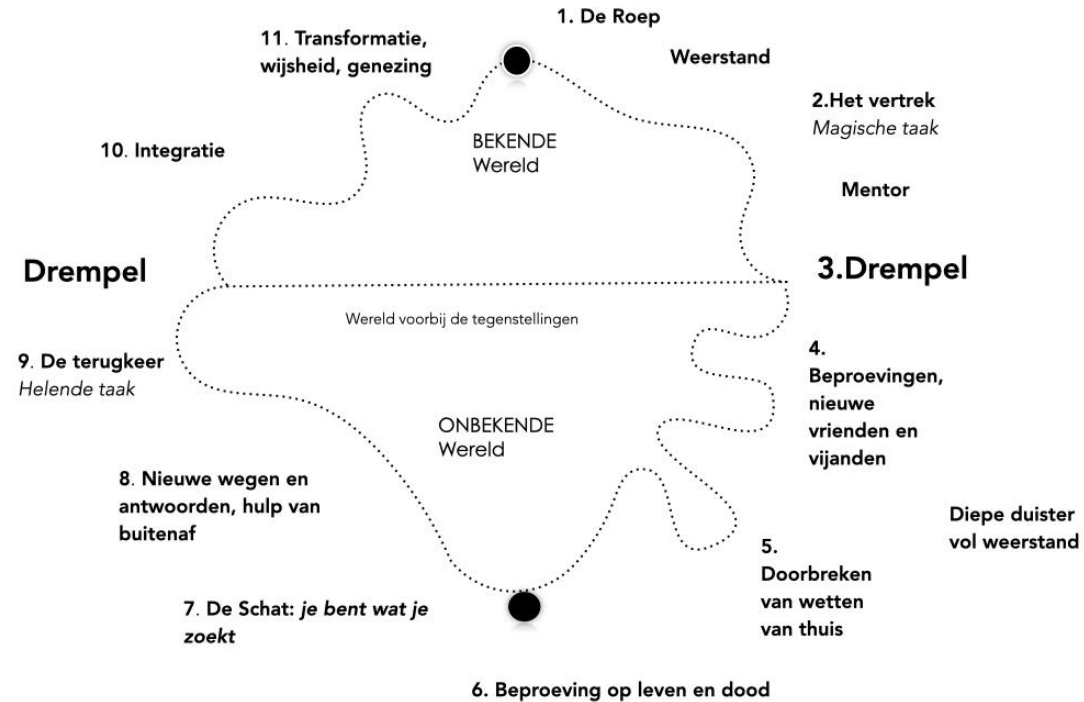 1. De Roep
Weerstand
2.Het vertrek
Magische taak
Mentor
3.Drempel
4.
Beproevingen,
nieuwe
vrienden en
vijanden
Diepe duister
vol weerstand
5.
Doorbreken
van wetten
van thuis
6. Beproeving op leven en dood
7. De Schat: je bent wat je
zoekt
8. Nieuwe wegen en
antwoorden, hulp van
buitenaf
9. De terugkeer
Helende taak
Drempel
10. Integratie
11. Transformatie,
wijsheid, genezing
BEKENDE
Wereld
Wereld voorbij de tegenstellingen
ONBEKENDE
Wereld